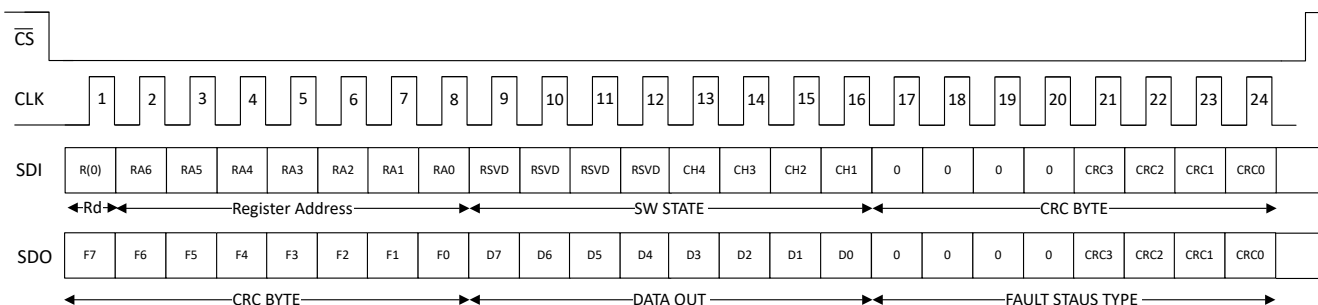 CS
CLK 1 2 3 4 5 6 7 8 9 10 11 12 13 14 15 16 17 18 19 20 21 22 23 24
SDI R(0) RA6 RA5 RA4 RA3 RA2 RA1 RA0 RSVD RSVD RSVD RSVD CH4 CH3 CH2 CH1 0 0 0 0 CRC3 CRC2 CRC1 CRC0
Rd Register Address SW STATE CRC BYTE
SDO F7 F6 F5 F4 F3 F2 F1 F0 D7 D6 D5 D4 D3 D2 D1 D0 0 0 0 0 CRC3 CRC2 CRC1 CRC0
CRC BYTE DATA OUT FAULT STAUS TYPE